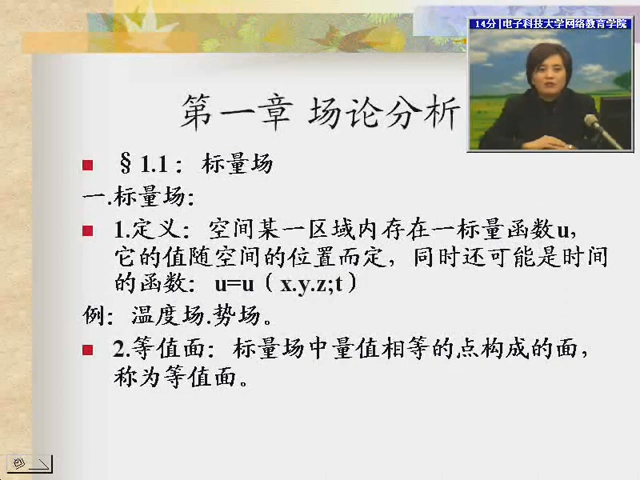 14分|电子科技大学网络教育学院
第一章 场论分析
§1.1：标量场
一.标量场：
1.定义：空间某一区域内存在一标量函数u，
它的值随空间的位置而定，同时还可能是时间
的函数：u=u（x.y.z;t）
例：温度场.势场。
2.等值面：标量场中量值相等的点构成的面，
称为等值面。